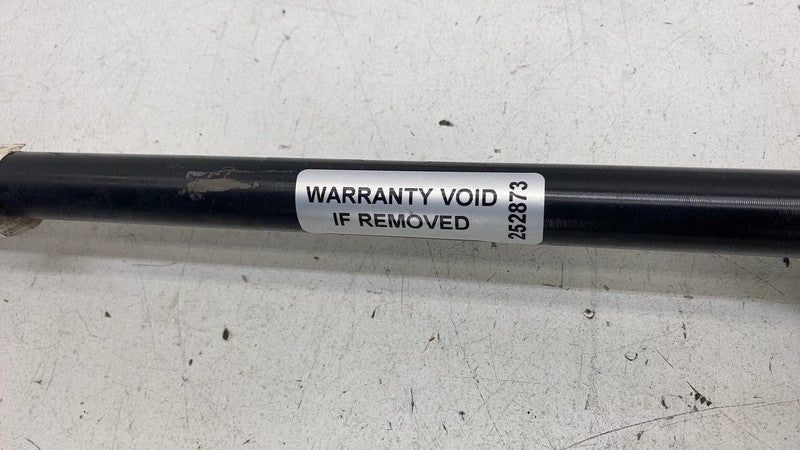 WARRANTY VOID
IF REMOVED
252873